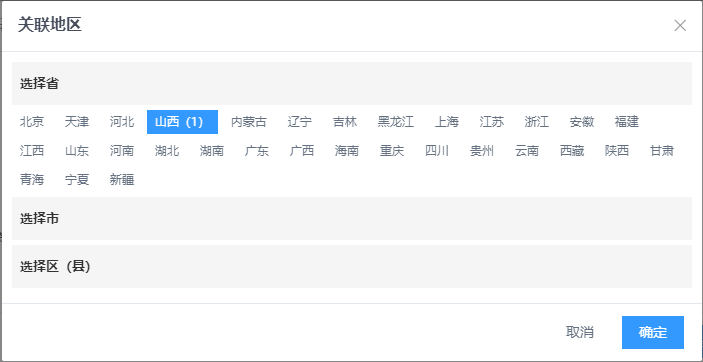 关联地区
选择省
北京 天津 河北 山西（1） 内蒙古 辽宁 吉林 黑龙江 上海 江苏 浙江 安徽 福建
江西 山东 河南 湖北 湖南 广东 广西 海南 重庆 四川 贵州 云南 西藏 陕西 甘肃
青海 宁夏 新疆
选择市
选择区（县）
取消 确定